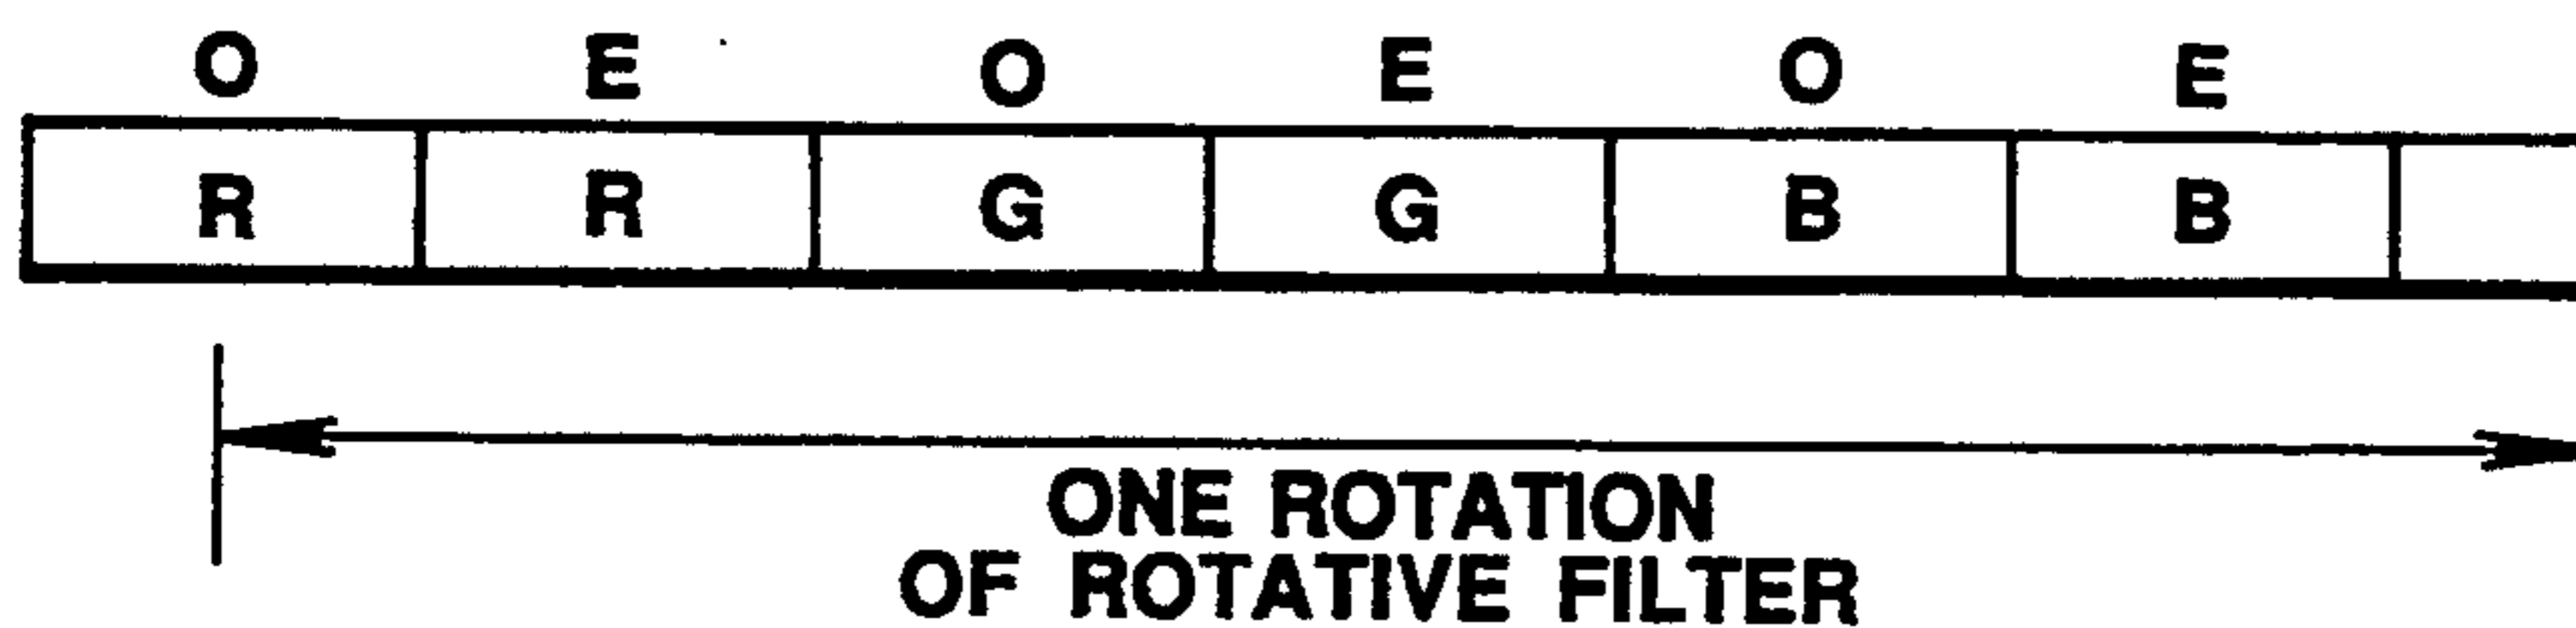 O E O E O E
R R G G B B
ONE ROTATION
OF ROTATIVE FILTER